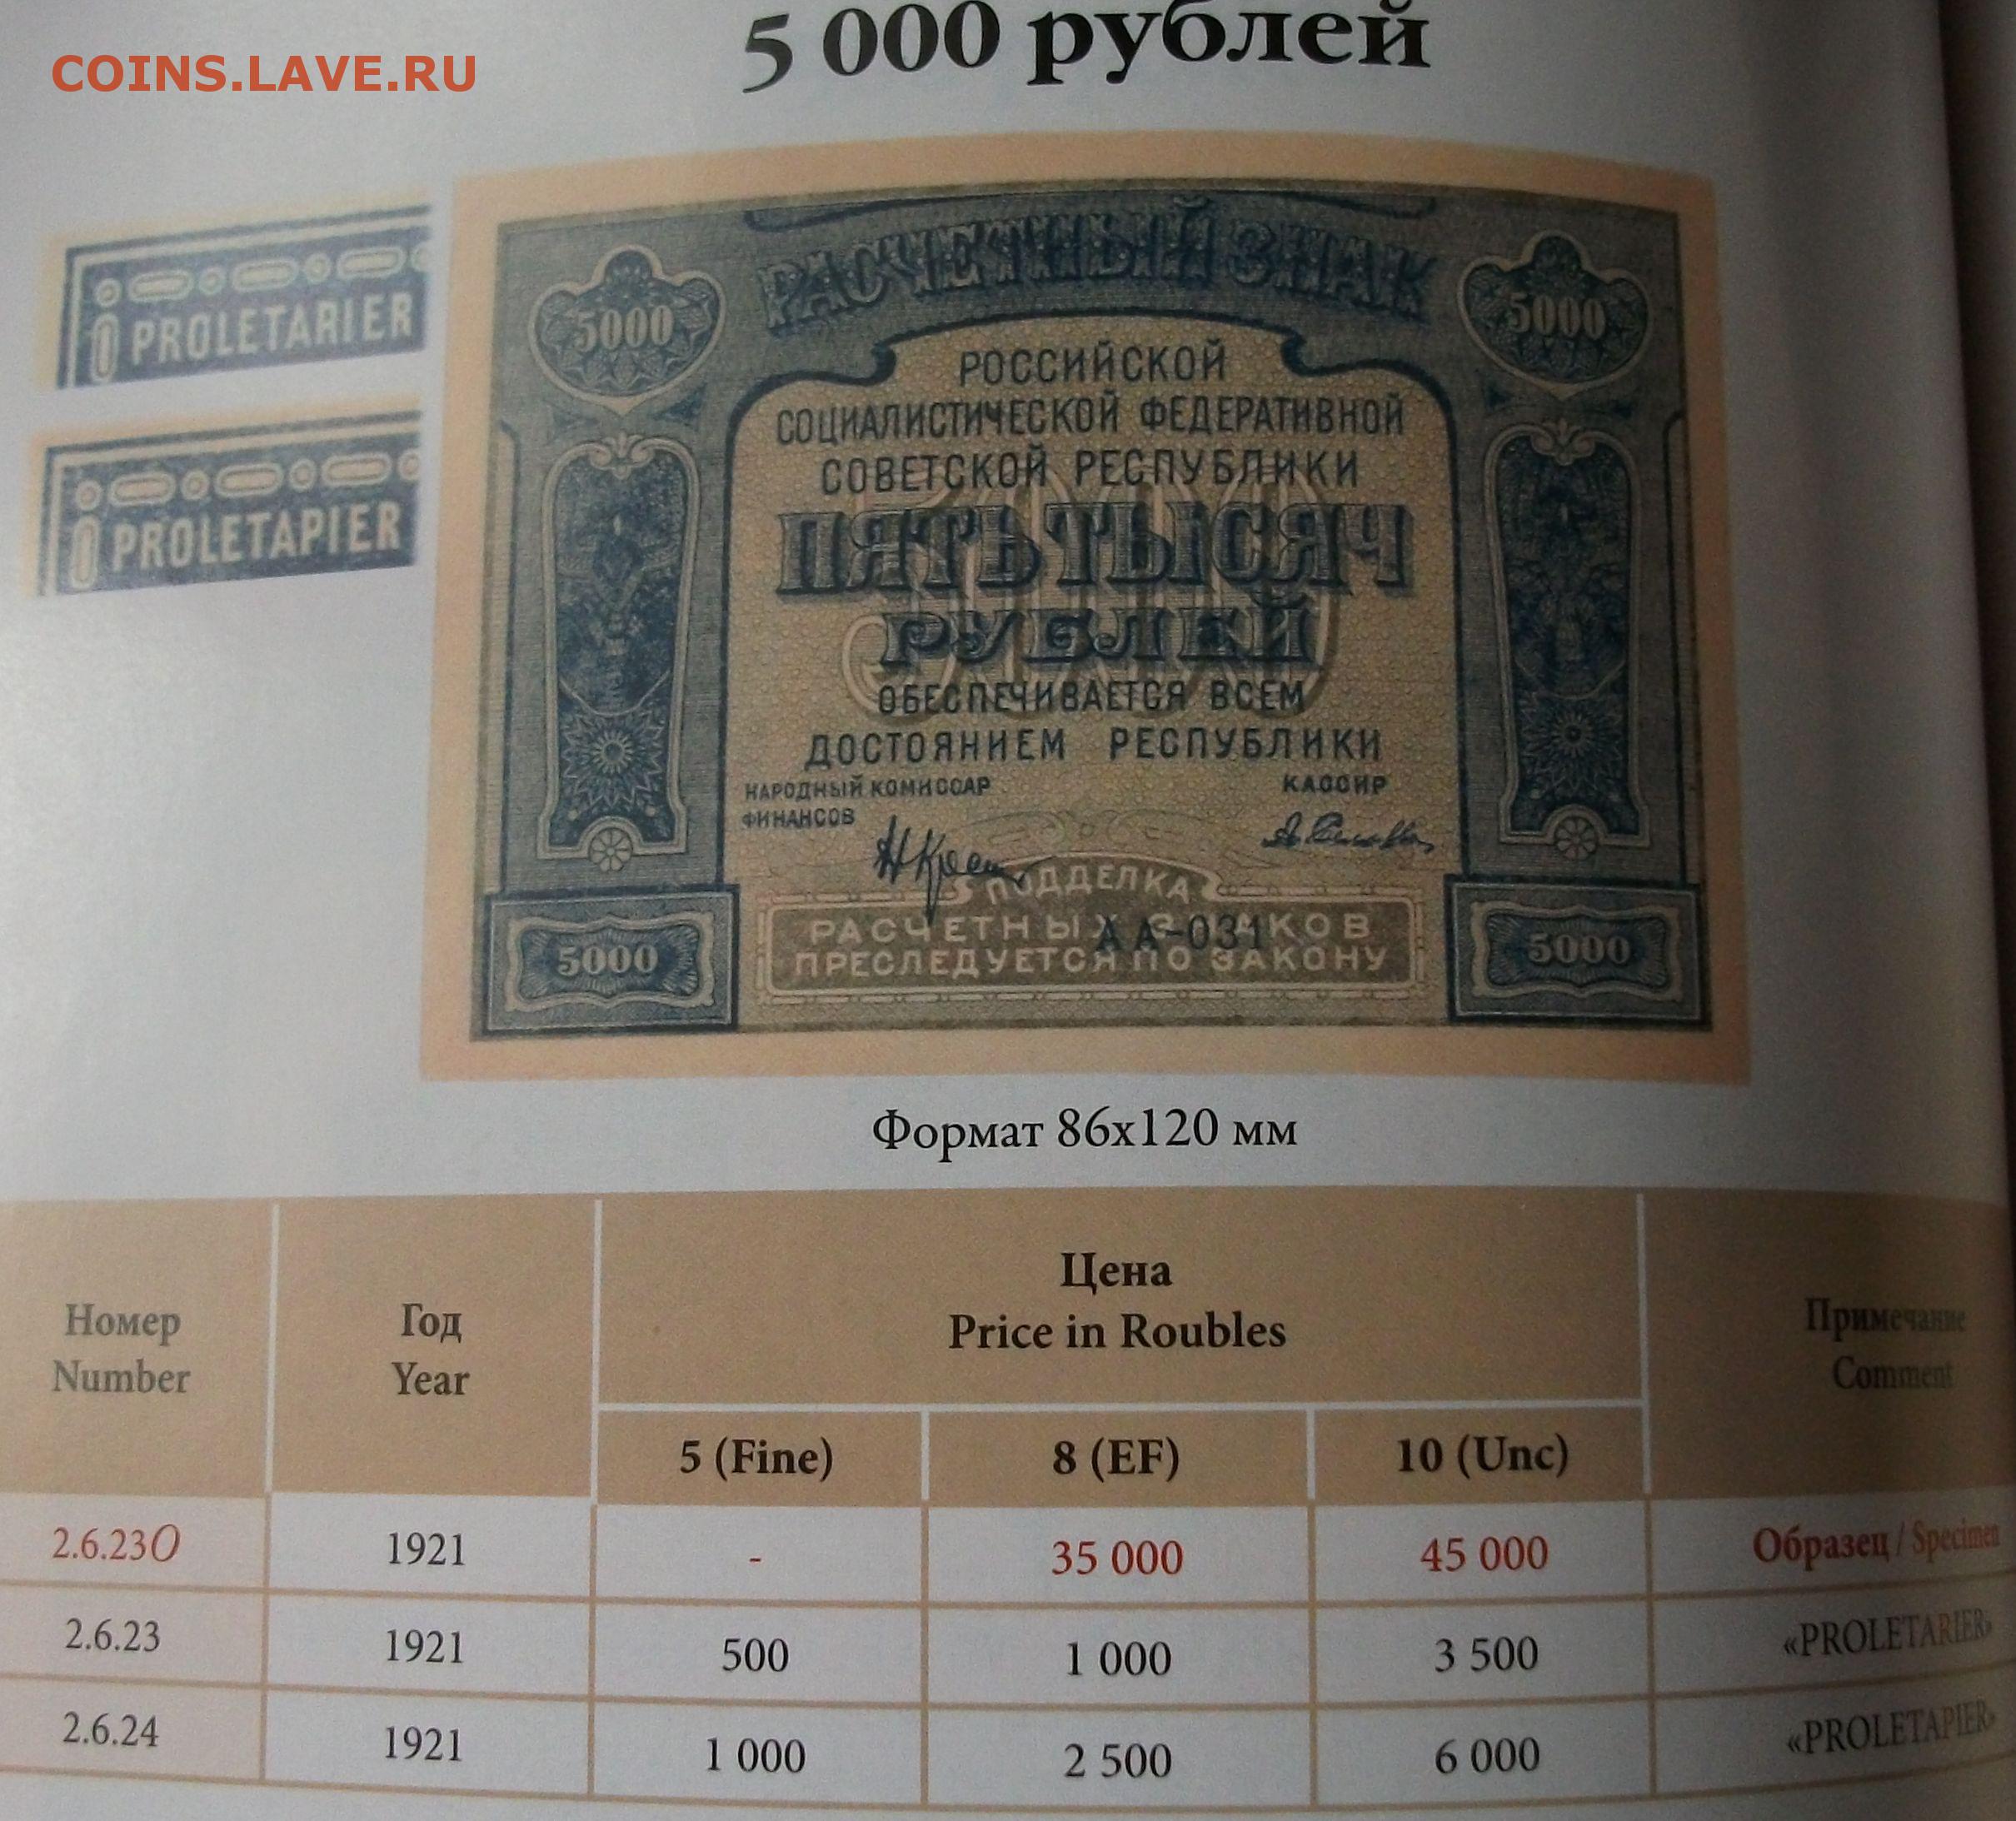 5 000 рублей
COINS.LAVE.RU
PROLETARIER
PROLETAPIER
РАСЧЕТНЫЙ ЗНАК
5000
5000
РОССИЙСКОЙ
СОЦИАЛИСТИЧЕСКОЙ ФЕДЕРАТИВНОЙ
СОВЕТСКОЙ РЕСПУБЛИКИ
5000
ПЯТЬ ТЫСЯЧ
РУБЛЕЙ
ОБЕСПЕЧИВАЕТСЯ ВСЕМ
ДОСТОЯНИЕМ РЕСПУБЛИКИ
НАРОДНЫЙ КОМИССАР
ФИНАНСОВ
КАССИР
ПОДДЕЛКА
РАСЧЕТНЫХ ЗНАКОВ
АА-031
ПРЕСЛЕДУЕТСЯ ПО ЗАКОНУ
5000
5000
Формат 86х120 мм
Номер
Number
Год
Year
Цена
Price in Roubles
Примечание
Comment
5 (Fine) 8 (EF) 10 (Unc)
2.6.23О 1921 - 35 000 45 000 Образец / Specimen
2.6.23 1921 500 1 000 3 500 «PROLETARIER»
2.6.24 1921 1 000 2 500 6 000 «PROLETAPIER»